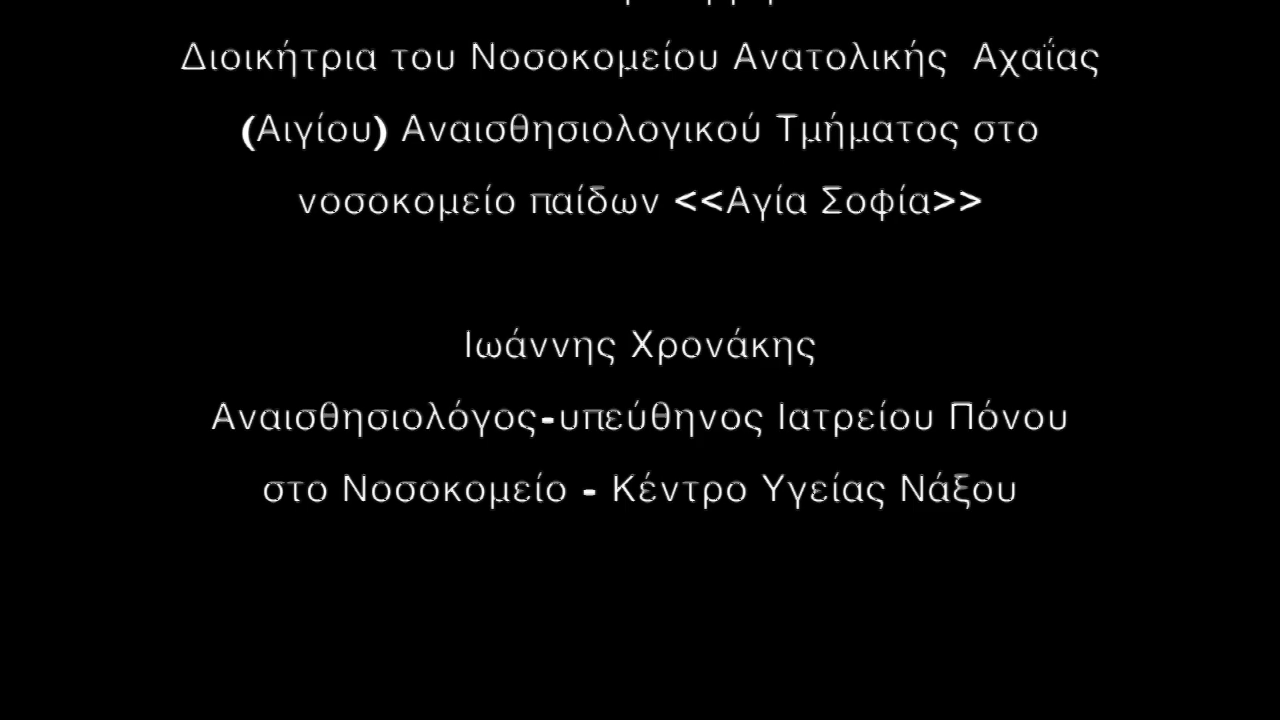 Διοικήτρια του Νοσοκομείου Ανατολικής  Αχαΐας
(Αιγίου) Αναισθησιολογικού Τμήματος στο
νοσοκομείο παίδων <<Αγία Σοφία>>
Ιωάννης Χρονάκης
Αναισθησιολόγος-υπεύθηνος Ιατρείου Πόνου
στο Νοσοκομείο - Κέντρο Υγείας Νάξου